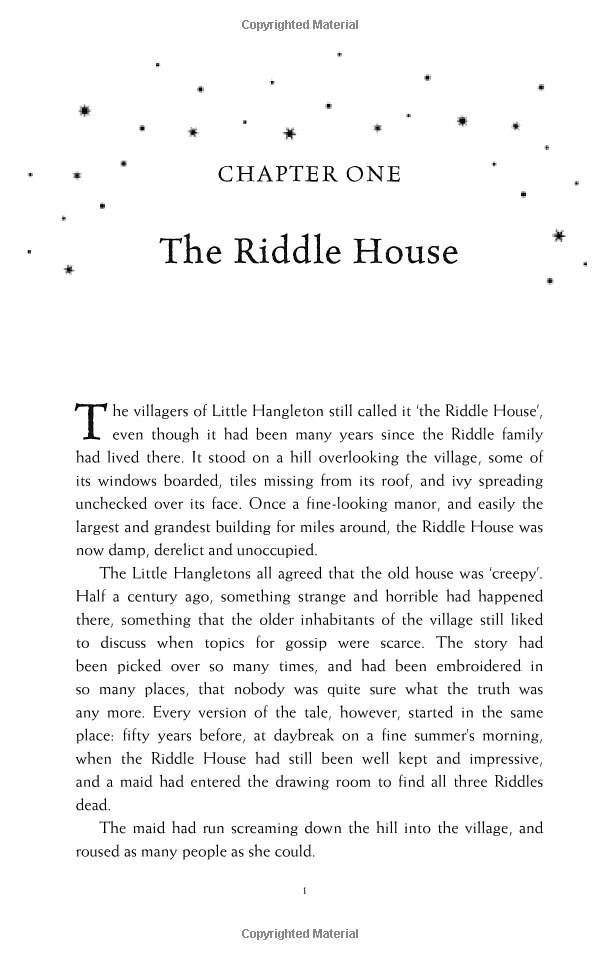 Copyrighted Material
CHAPTER ONE
The Riddle House
The villagers of Little Hangleton still called it ‘the Riddle House’,
even though it had been many years since the Riddle family
had lived there. It stood on a hill overlooking the village, some of
its windows boarded, tiles missing from its roof, and ivy spreading
unchecked over its face. Once a fine-looking manor, and easily the
largest and grandest building for miles around, the Riddle House was
now damp, derelict and unoccupied.
The Little Hangletons all agreed that the old house was ‘creepy’.
Half a century ago, something strange and horrible had happened
there, something that the older inhabitants of the village still liked
to discuss when topics for gossip were scarce. The story had
been picked over so many times, and had been embroidered in
so many places, that nobody was quite sure what the truth was
any more. Every version of the tale, however, started in the same
place: fifty years before, at daybreak on a fine summer’s morning,
when the Riddle House had still been well kept and impressive,
and a maid had entered the drawing room to find all three Riddles
dead.
The maid had run screaming down the hill into the village, and
roused as many people as she could.
1
Copyrighted Material